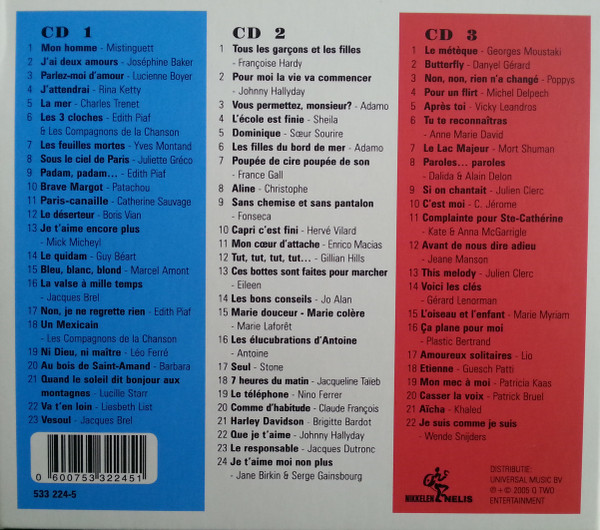 CD 1
1 Mon homme - Mistinguett
2 J'ai deux amours - Joséphine Baker
3 Parlez-moi d'amour - Lucienne Boyer
4 J'attendrai - Rina Ketty
5 La mer - Charles Trenet
6 Les 3 cloches - Edith Piaf
& Les Compagnons de la Chanson
7 Les feuilles mortes - Yves Montand
8 Sous le ciel de Paris - Juliette Gréco
9 Padam, padam... - Edith Piaf
10 Brave Margot - Patachou
11 Paris-canaille - Catherine Sauvage
12 Le déserteur - Boris Vian
13 Je t'aime encore plus
- Mick Micheyl
14 Le quidam - Guy Béart
15 Bleu, blanc, blond - Marcel Amont
16 La valse à mille temps
- Jacques Brel
17 Non, je ne regrette rien - Edith Piaf
18 Un Mexicain
- Les Compagnons de la Chanson
19 Ni Dieu, ni maître - Léo Ferré
20 Au bois de Saint-Amand - Barbara
21 Quand le soleil dit bonjour aux
montagnes - Lucille Starr
22 Va t'en loin - Liesbeth List
23 Vesoul - Jacques Brel
0 600753 322451
533 224-5
CD 2
1 Tous les garçons et les filles
- Françoise Hardy
2 Pour moi la vie va commencer
- Johnny Hallyday
3 Vous permettez, monsieur? - Adamo
4 L'école est finie - Sheila
5 Dominique - Sœur Sourire
6 Les filles du bord de mer - Adamo
7 Poupée de cire poupée de son
- France Gall
8 Aline - Christophe
9 Sans chemise et sans pantalon
- Fonseca
10 Capri c'est fini - Hervé Vilard
11 Mon cœur d'attache - Enrico Macias
12 Tut, tut, tut, tut... - Gillian Hills
13 Ces bottes sont faites pour marcher
- Eileen
14 Les bons conseils - Jo Alan
15 Marie douceur - Marie colère
- Marie Laforêt
16 Les élucubrations d'Antoine
- Antoine
17 Seul - Stone
18 7 heures du matin - Jacqueline Taïeb
19 Le téléphone - Nino Ferrer
20 Comme d'habitude - Claude François
21 Harley Davidson - Brigitte Bardot
22 Que je t'aime - Johnny Hallyday
23 Le responsable - Jacques Dutronc
24 Je t'aime moi non plus
- Jane Birkin & Serge Gainsbourg
CD 3
1 Le métèque - Georges Moustaki
2 Butterfly - Danyel Gérard
3 Non, non, rien n'a changé - Poppys
4 Pour un flirt - Michel Delpech
5 Après toi - Vicky Leandros
6 Tu te reconnaîtras
- Anne Marie David
7 Le Lac Majeur - Mort Shuman
8 Paroles... paroles
- Dalida & Alain Delon
9 Si on chantait - Julien Clerc
10 C'est moi - C. Jérome
11 Complainte pour Ste-Cathérine
- Kate & Anna McGarrigle
12 Avant de nous dire adieu
- Jeane Manson
13 This melody - Julien Clerc
14 Voici les clés
- Gérard Lenorman
15 L'oiseau et l'enfant - Marie Myriam
16 Ça plane pour moi
- Plastic Bertrand
17 Amoureux solitaires - Lio
18 Etienne - Guesch Patti
19 Mon mec à moi - Patricia Kaas
20 Casser la voix - Patrick Bruel
21 Aïcha - Khaled
22 Je suis comme je suis
- Wende Snijders
NIKKELEN NELIS
DISTRIBUTIE:
UNIVERSAL MUSIC BV
℗ + © 2005 Q TWO
ENTERTAINMENT